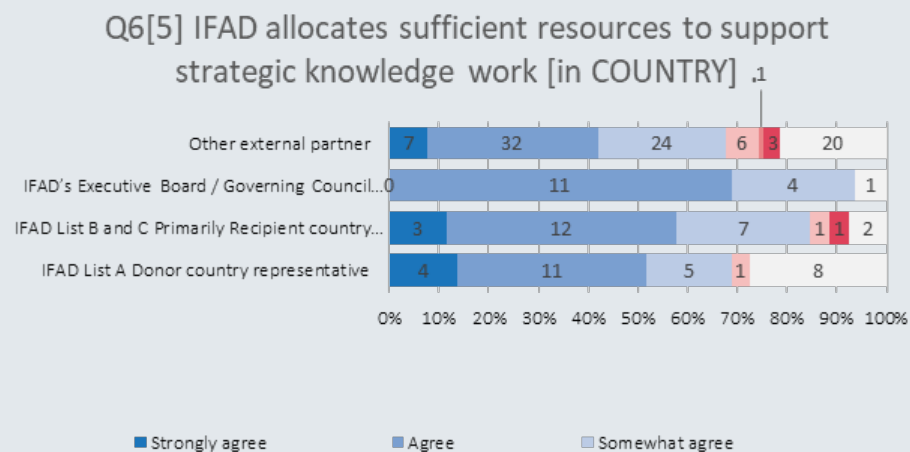 Q6[5] IFAD allocates sufficient resources to support
strategic knowledge work [in COUNTRY] .1
Other external partner 7 32 24 6 3 20
IFAD's Executive Board / Governing Council... 0 11 4 1
IFAD List B and C Primarily Recipient country... 3 12 7 1 1 2
IFAD List A Donor country representative 4 11 5 1 8
0% 10% 20% 30% 40% 50% 60% 70% 80% 90% 100%
Strongly agree Agree Somewhat agree